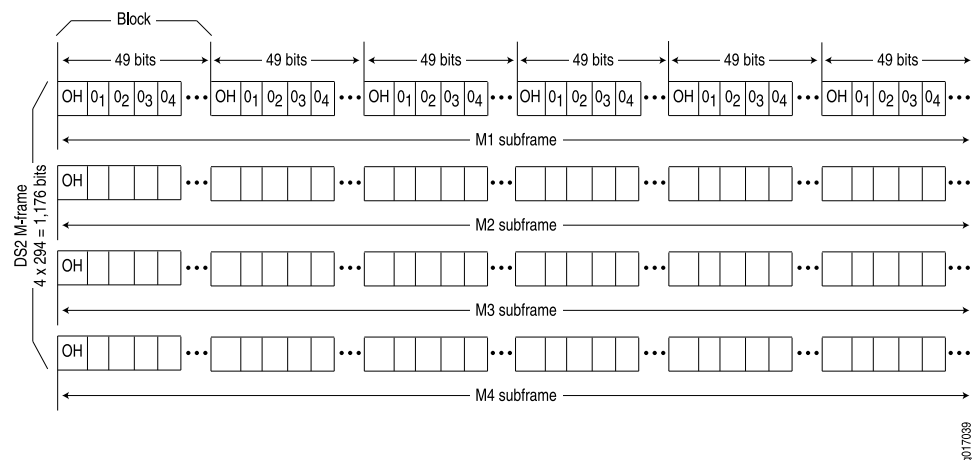 Block
49 bits 49 bits 49 bits 49 bits 49 bits 49 bits
OH 0₁ 0₂ 0₃ 0₄ ••• OH 0₁ 0₂ 0₃ 0₄ ••• OH 0₁ 0₂ 0₃ 0₄ ••• OH 0₁ 0₂ 0₃ 0₄ ••• OH 0₁ 0₂ 0₃ 0₄ ••• OH 0₁ 0₂ 0₃ 0₄ •••
M1 subframe
OH ••• ••• ••• ••• ••• •••
M2 subframe
DS2 M-frame
4 x 294 = 1,176 bits
OH ••• ••• ••• ••• ••• •••
M3 subframe
OH ••• ••• ••• ••• ••• •••
M4 subframe
g017039